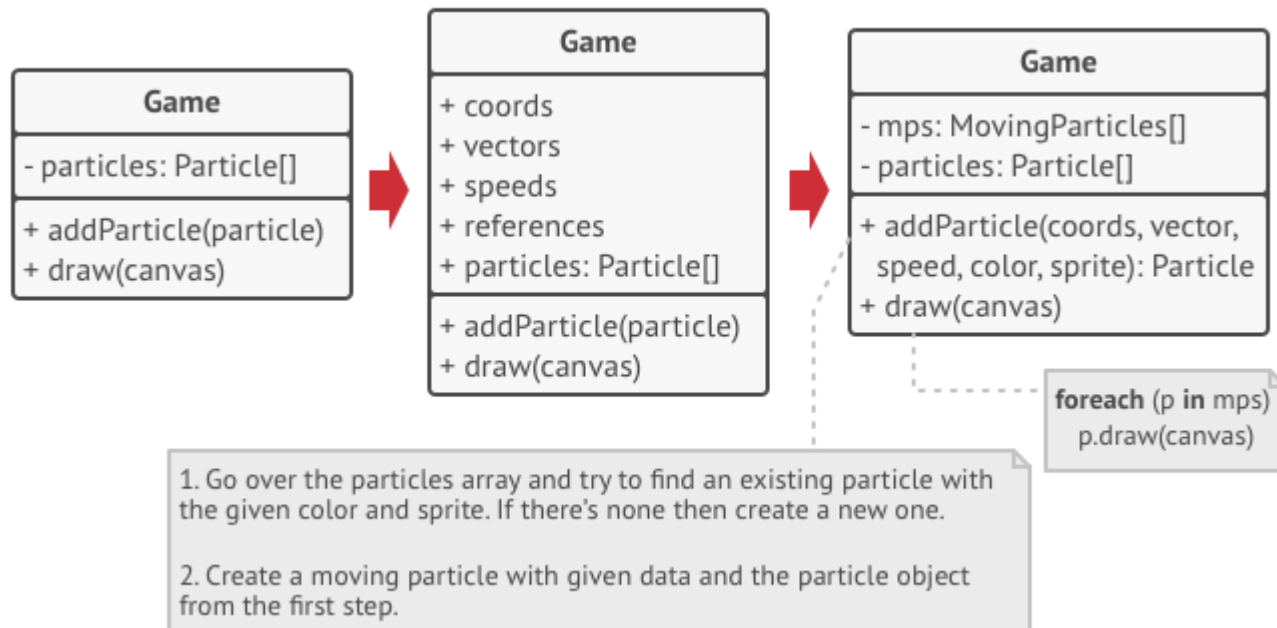 Game
- particles: Particle[]
+ addParticle(particle)
+ draw(canvas)
Game
+ coords
+ vectors
+ speeds
+ references
+ particles: Particle[]
+ addParticle(particle)
+ draw(canvas)
Game
- mps: MovingParticles[]
- particles: Particle[]
+ addParticle(coords, vector,
speed, color, sprite): Particle
+ draw(canvas)
foreach (p in mps)
p.draw(canvas)
1. Go over the particles array and try to find an existing particle with
the given color and sprite. If there’s none then create a new one.
2. Create a moving particle with given data and the particle object
from the first step.